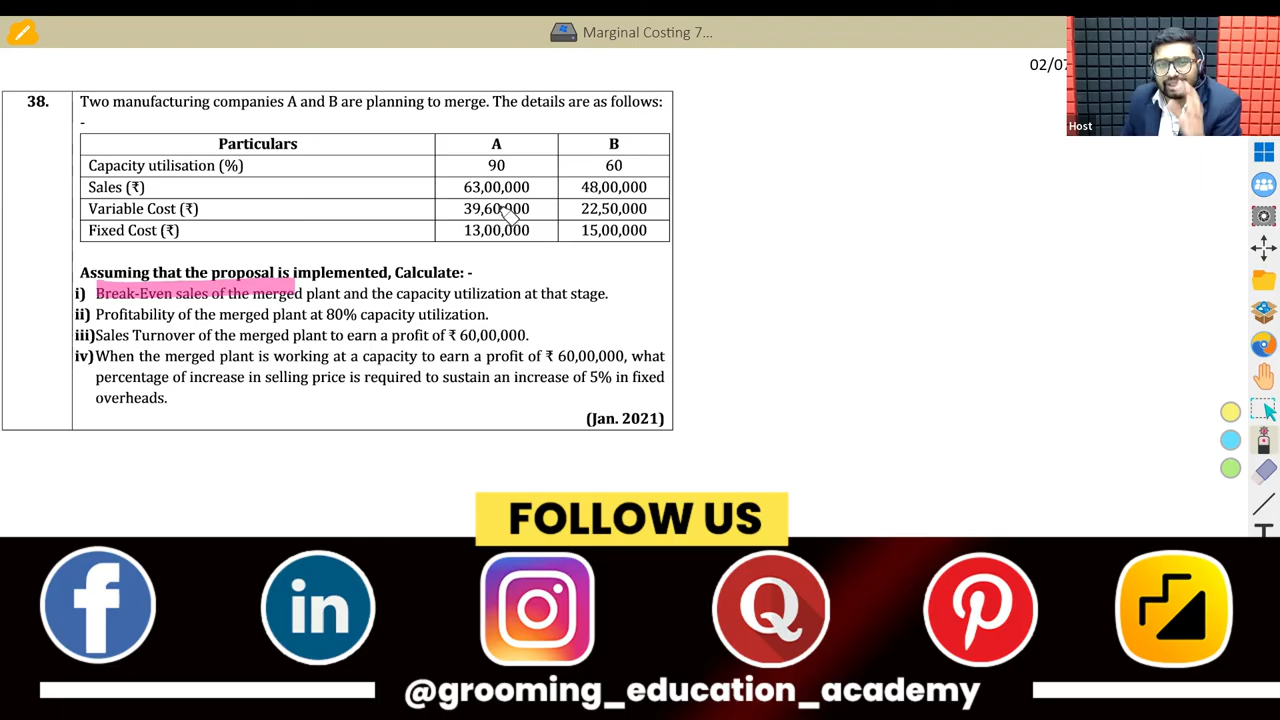 Marginal Costing 7...
02/07
Host
38.
Two manufacturing companies A and B are planning to merge. The details are as follows:
-
Particulars A B
Capacity utilisation (%) 90 60
Sales (₹) 63,00,000 48,00,000
Variable Cost (₹) 39,60,000 22,50,000
Fixed Cost (₹) 13,00,000 15,00,000
Assuming that the proposal is implemented, Calculate: -
i) Break-Even sales of the merged plant and the capacity utilization at that stage.
ii) Profitability of the merged plant at 80% capacity utilization.
iii)Sales Turnover of the merged plant to earn a profit of ₹ 60,00,000.
iv)When the merged plant is working at a capacity to earn a profit of ₹ 60,00,000, what
percentage of increase in selling price is required to sustain an increase of 5% in fixed
overheads.
(Jan. 2021)
FOLLOW US
@grooming_education_academy